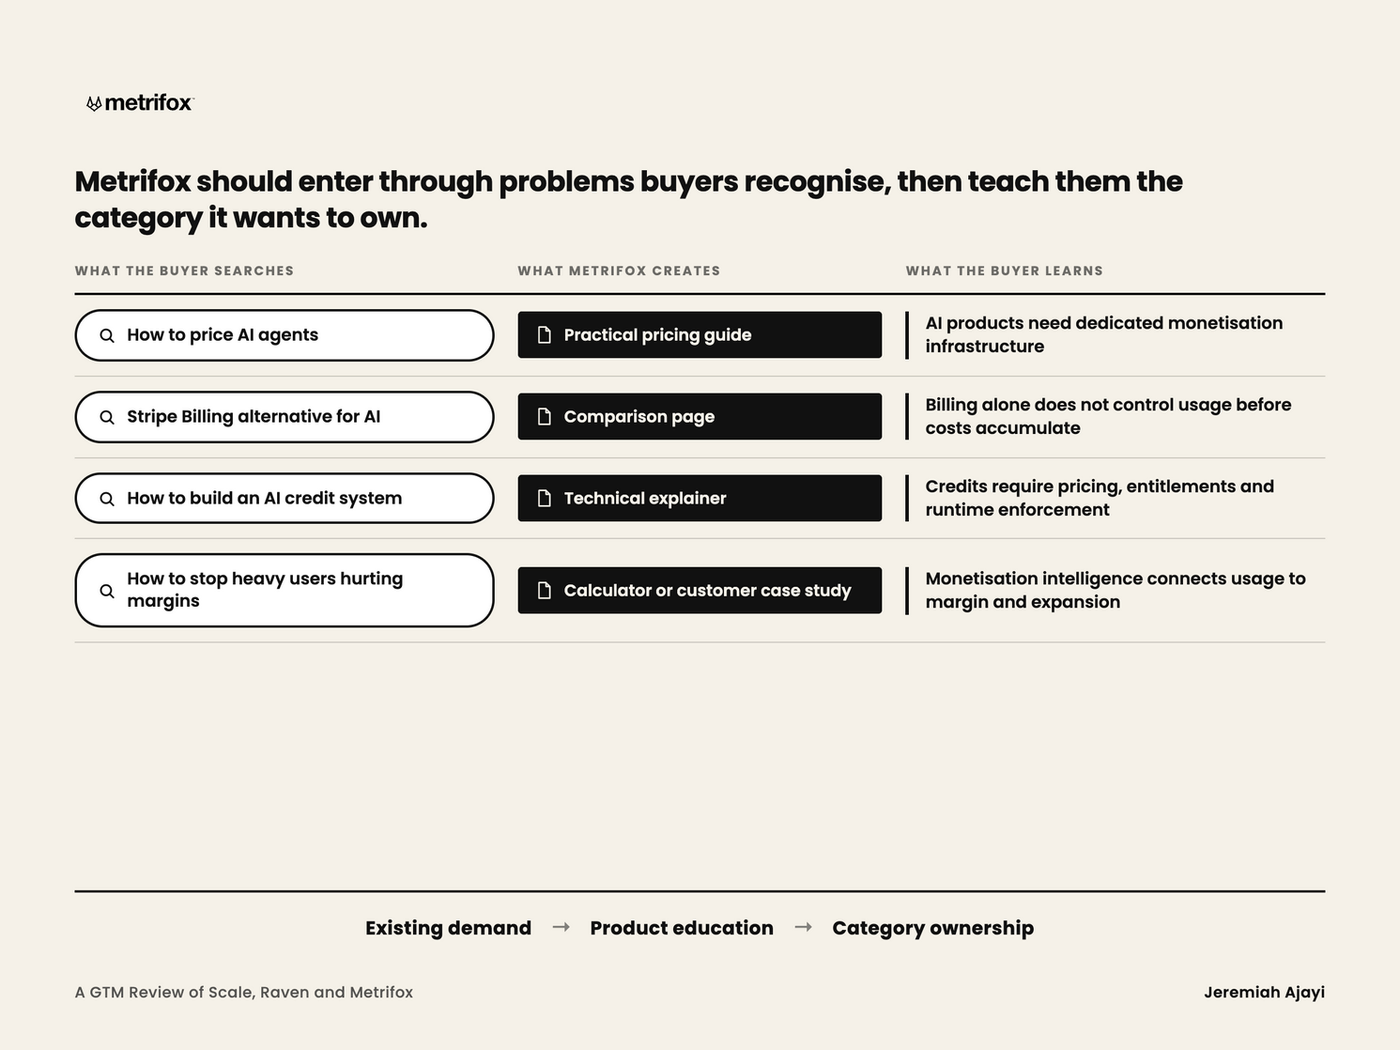 metrifox
Metrifox should enter through problems buyers recognise, then teach them the
category it wants to own.
WHAT THE BUYER SEARCHES
WHAT METRIFOX CREATES
WHAT THE BUYER LEARNS
How to price AI agents
Practical pricing guide
AI products need dedicated monetisation
infrastructure
Stripe Billing alternative for AI
Comparison page
Billing alone does not control usage before
costs accumulate
How to build an AI credit system
Technical explainer
Credits require pricing, entitlements and
runtime enforcement
How to stop heavy users hurting
margins
Calculator or customer case study
Monetisation intelligence connects usage to
margin and expansion
Existing demand → Product education → Category ownership
A GTM Review of Scale, Raven and Metrifox
Jeremiah Ajayi